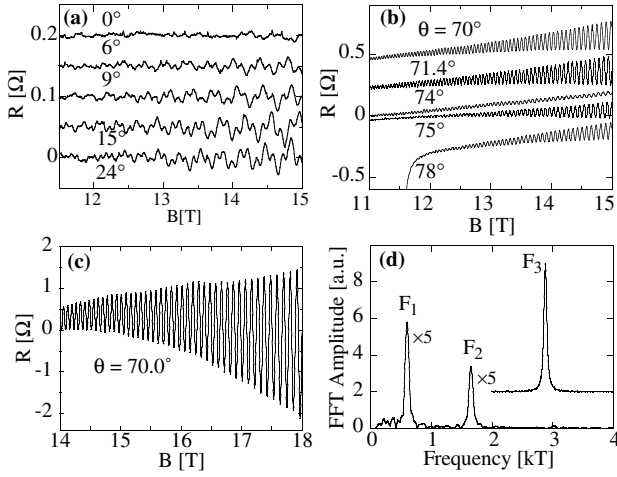 (a)
0°
6°
9°
15°
24°
0.2
0.1
0
R [Ω]
12
13
14
15
B[T]
(b)
θ = 70°
71.4°
74°
75°
78°
0.5
0
-0.5
R [Ω]
11
12
13
14
15
B [T]
(c)
θ = 70.0°
2
1
0
-1
-2
R [Ω]
14
15
16
17
18
B [T]
(d)
F1
×5
F2
×5
F3
8
6
4
2
0
FFT Amplitude [a.u.]
0
1
2
3
4
Frequency [kT]